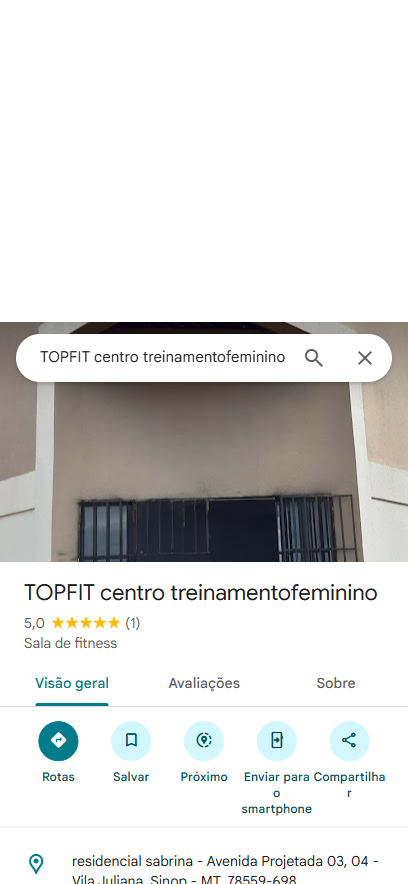 TOPFIT centro treinamentofeminino
TOPFIT centro treinamentofeminino
5,0 (1)
Sala de fitness
Visão geral Avaliações Sobre
Rotas Salvar Próximo Enviar para o smartphone Compartilhar
residencial sabrina - Avenida Projetada 03, 04 -
Vila Juliana, Sinop - MT, 78559-698